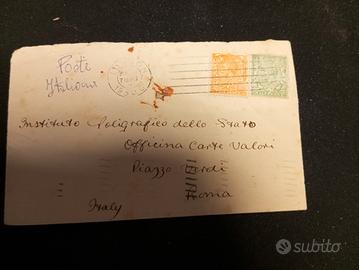 Poste
Italiane
Instituto Poligrafico dello Stato
Officina Carte Valori
Piazza Verdi
Roma
Italy
subito